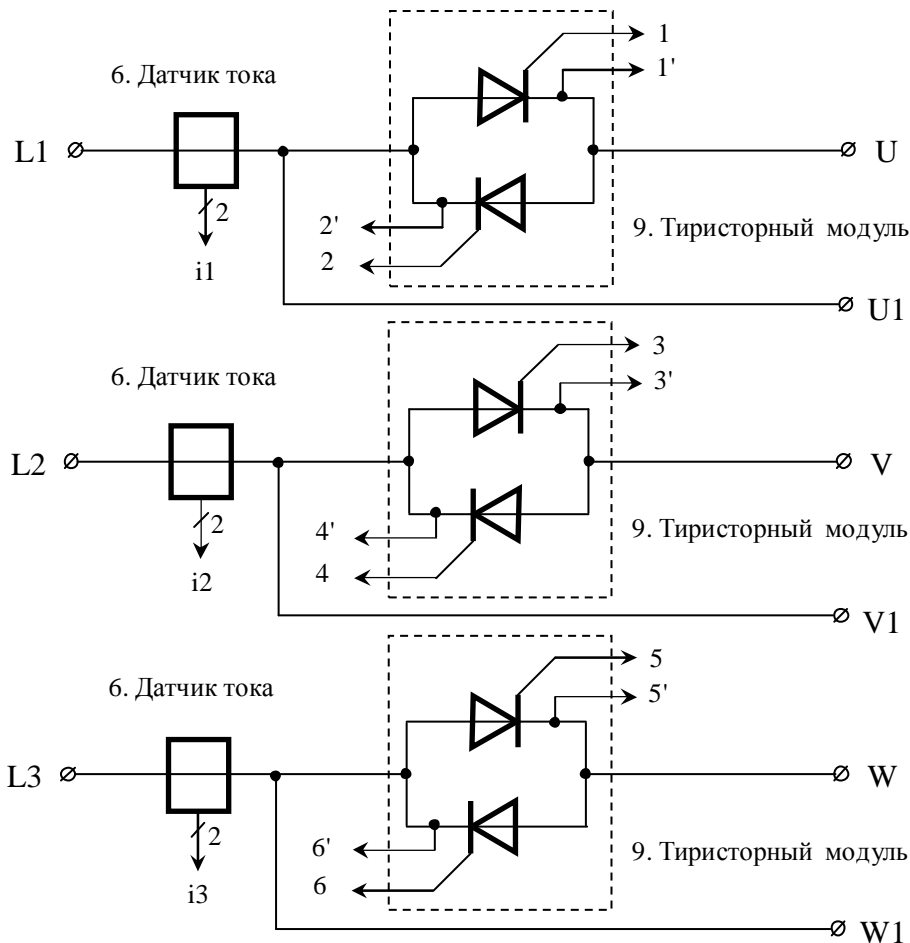 1
6. Датчик тока
1'
L1
U
2
2'
9. Тиристорный модуль
i1
2
U1
3
6. Датчик тока
3'
L2
V
2
4'
9. Тиристорный модуль
i2
4
V1
5
6. Датчик тока
5'
L3
W
2
6'
9. Тиристорный модуль
i3
6
W1